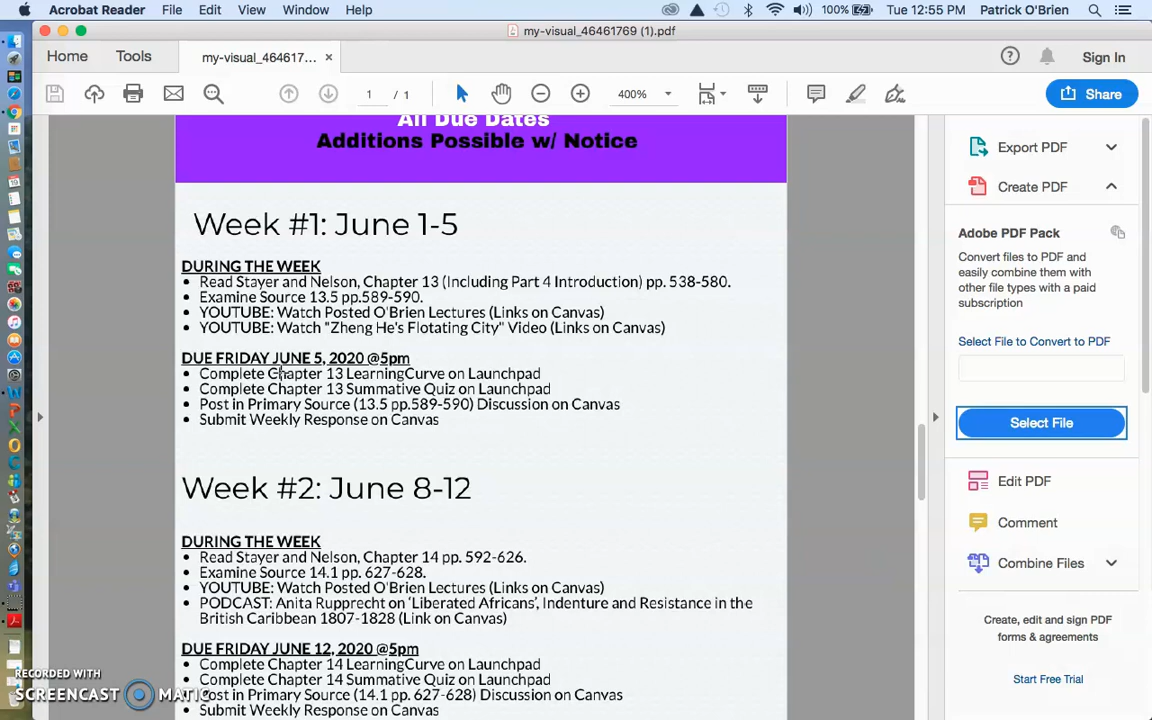 Acrobat Reader File Edit View Window Help 100% Tue 12:55 PM Patrick O'Brien
my-visual_46461769 (1).pdf
Home Tools my-visual_464617... × Sign In
1 / 1 400% Share
All Due Dates
Additions Possible w/ Notice
Week #1: June 1-5
DURING THE WEEK
• Read Stayer and Nelson, Chapter 13 (Including Part 4 Introduction) pp. 538-580.
• Examine Source 13.5 pp.589-590.
• YOUTUBE: Watch Posted O'Brien Lectures (Links on Canvas)
• YOUTUBE: Watch "Zheng He's Flotating City" Video (Links on Canvas)
DUE FRIDAY JUNE 5, 2020 @5pm
• Complete Chapter 13 LearningCurve on Launchpad
• Complete Chapter 13 Summative Quiz on Launchpad
• Post in Primary Source (13.5 pp.589-590) Discussion on Canvas
• Submit Weekly Response on Canvas
Week #2: June 8-12
DURING THE WEEK
• Read Stayer and Nelson, Chapter 14 pp. 592-626.
• Examine Source 14.1 pp. 627-628.
• YOUTUBE: Watch Posted O'Brien Lectures (Links on Canvas)
• PODCAST: Anita Rupprecht on 'Liberated Africans', Indenture and Resistance in the
British Caribbean 1807-1828 (Link on Canvas)
DUE FRIDAY JUNE 12, 2020 @5pm
• Complete Chapter 14 LearningCurve on Launchpad
• Complete Chapter 14 Summative Quiz on Launchpad
Post in Primary Source (14.1 pp. 627-628) Discussion on Canvas
Submit Weekly Response on Canvas
Export PDF
Create PDF
Adobe PDF Pack
Convert files to PDF and
easily combine them with
other file types with a paid
subscription
Select File to Convert to PDF
Select File
Edit PDF
Comment
Combine Files
Create, edit and sign PDF
forms & agreements
Start Free Trial
RECORDED WITH
SCREENCAST MATIC